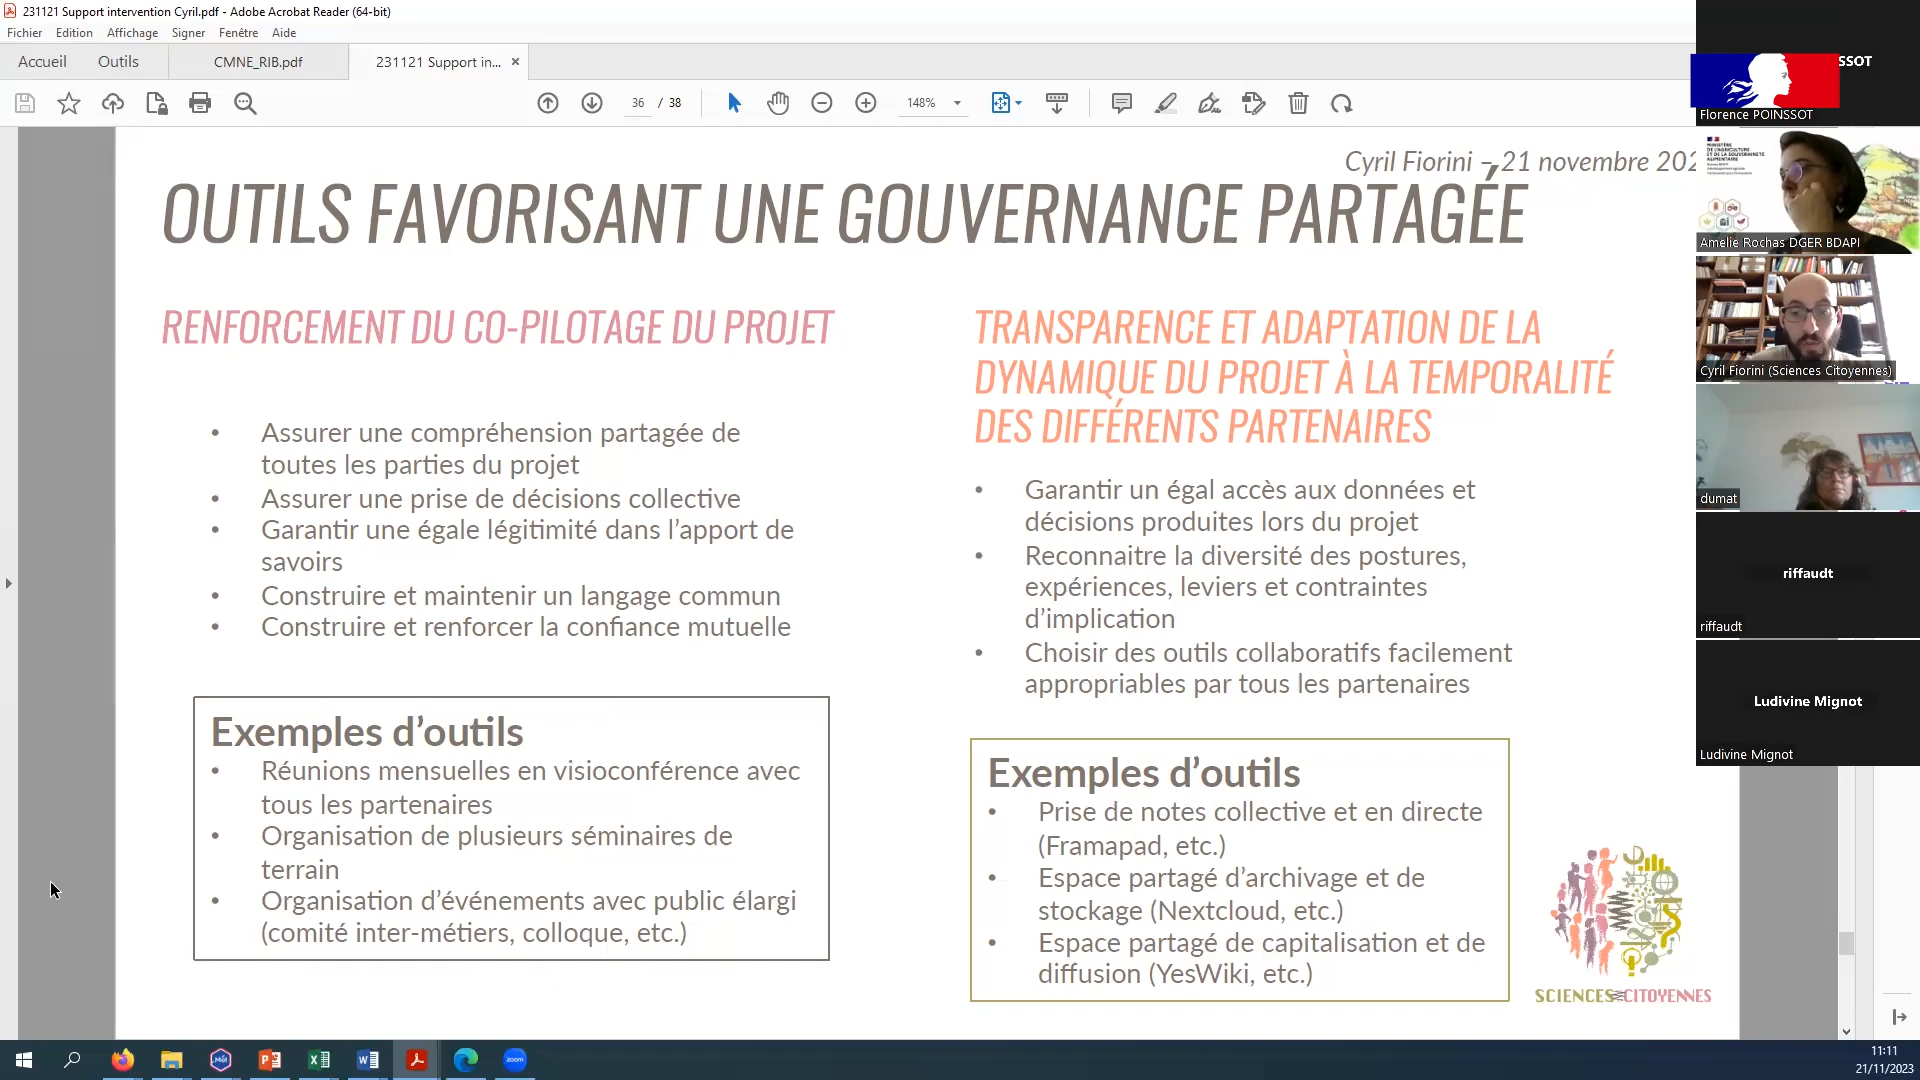 231121 Support intervention Cyril.pdf - Adobe Acrobat Reader (64-bit)
Fichier Edition Affichage Signer Fenêtre Aide
Accueil Outils CMNE_RIB.pdf 231121 Support in... ×
36 / 38 148%
Cyril Fiorini – 21 novembre 202
OUTILS FAVORISANT UNE GOUVERNANCE PARTAGÉE
RENFORCEMENT DU CO-PILOTAGE DU PROJET
• Assurer une compréhension partagée de
toutes les parties du projet
• Assurer une prise de décisions collective
• Garantir une égale légitimité dans l’apport de
savoirs
• Construire et maintenir un langage commun
• Construire et renforcer la confiance mutuelle
Exemples d’outils
• Réunions mensuelles en visioconférence avec
tous les partenaires
• Organisation de plusieurs séminaires de
terrain
• Organisation d’événements avec public élargi
(comité inter-métiers, colloque, etc.)
TRANSPARENCE ET ADAPTATION DE LA
DYNAMIQUE DU PROJET À LA TEMPORALITÉ
DES DIFFÉRENTS PARTENAIRES
• Garantir un égal accès aux données et
décisions produites lors du projet
• Reconnaitre la diversité des postures,
expériences, leviers et contraintes
d’implication
• Choisir des outils collaboratifs facilement
appropriables par tous les partenaires
Exemples d’outils
• Prise de notes collective et en directe
(Framapad, etc.)
• Espace partagé d’archivage et de
stockage (Nextcloud, etc.)
• Espace partagé de capitalisation et de
diffusion (YesWiki, etc.)
SCIENCES CITOYENNES
SSOT
Florence POINSSOT
MINISTÈRE
DE L'AGRICULTURE
ET DE LA SOUVERAINETÉ
ALIMENTAIRE
Amelie Rochas DGER BDAPI
Cyril Fiorini (Sciences Citoyennes)
dumat
riffaudt
riffaudt
Ludivine Mignot
Ludivine Mignot
zoom
11:11
21/11/2023